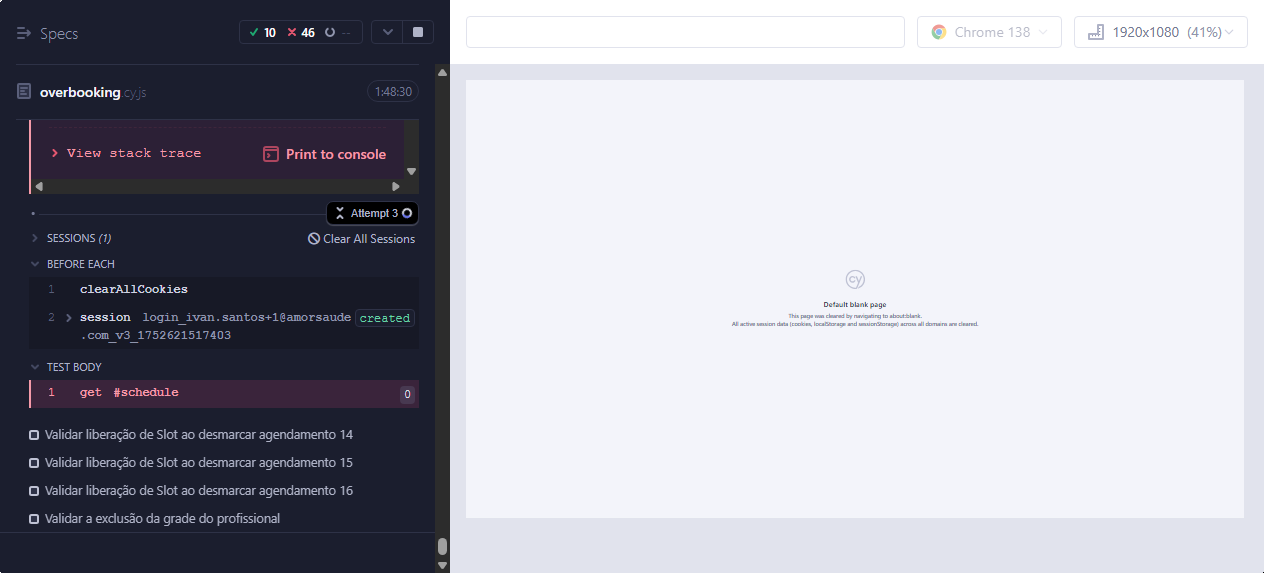 Specs
10 46 --
Chrome 138
1920x1080 (41%)
overbooking.cy.js
1:48:30
View stack trace
Print to console
Attempt 3
SESSIONS (1)
Clear All Sessions
BEFORE EACH
1 clearAllCookies
2 session login_ivan.santos+1@amorsaude created
.com_v3_1752621517403
TEST BODY
1 get #schedule 0
Validar liberação de Slot ao desmarcar agendamento 14
Validar liberação de Slot ao desmarcar agendamento 15
Validar liberação de Slot ao desmarcar agendamento 16
Validar a exclusão da grade do profissional
cy
Default blank page
This page was cleared by navigating to about:blank.
All active session data (cookies, localStorage and sessionStorage) across all domains are cleared.